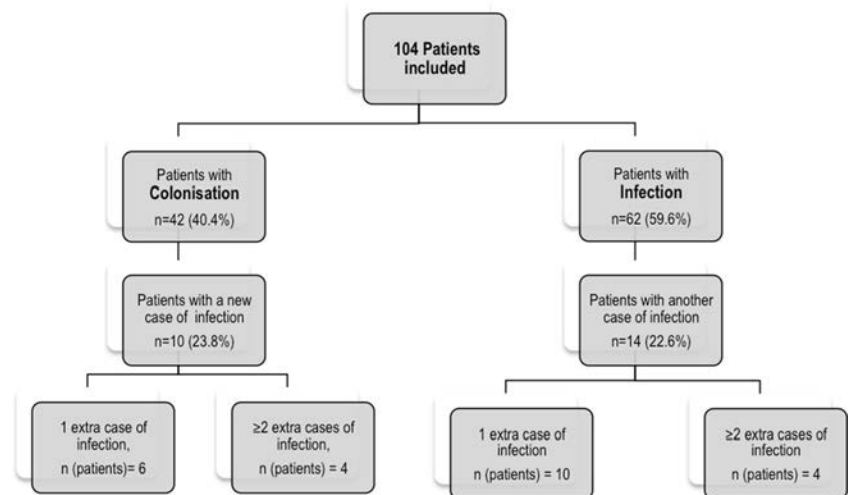 104 Patients
included
Patients with
Colonisation
n=42 (40.4%)
Patients with
Infection
n=62 (59.6%)
Patients with a new
case of infection
n=10 (23.8%)
Patients with another
case of infection
n=14 (22.6%)
1 extra case of
infection,
n (patients)= 6
≥2 extra cases of
infection,
n (patients) = 4
1 extra case of
infection
n (patients) = 10
≥2 extra cases of
infection
n (patients) = 4